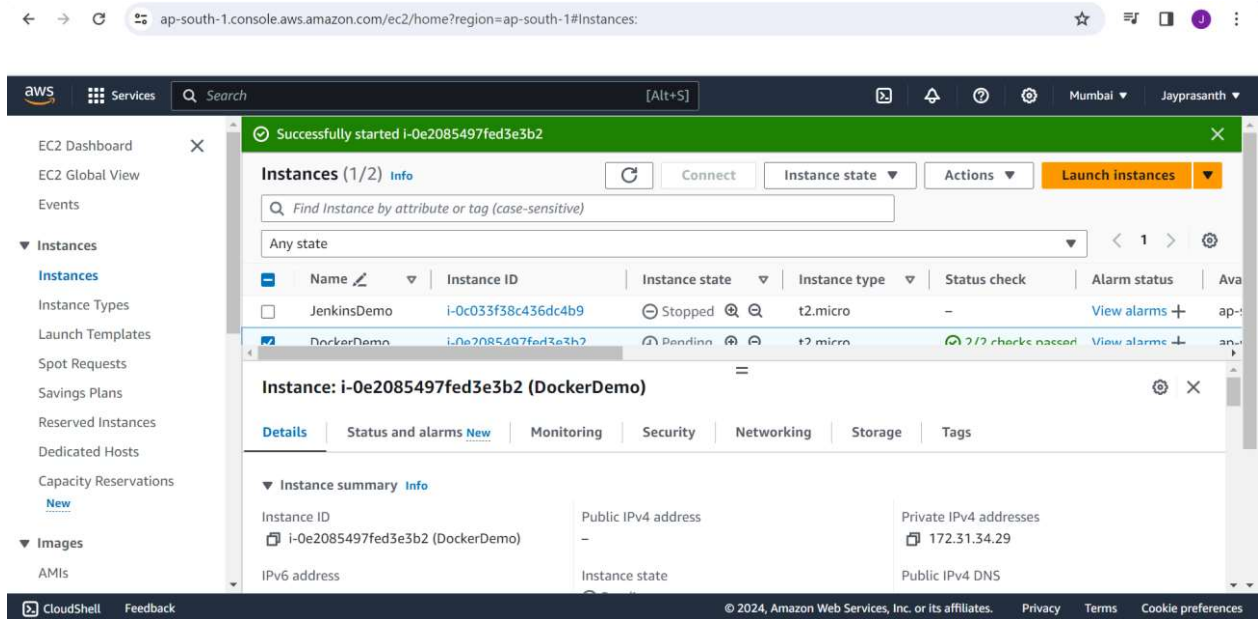 ap-south-1.console.aws.amazon.com/ec2/home?region=ap-south-1#Instances:
J
aws Services Search [Alt+S] Mumbai ▼ Jayprasanth ▼
EC2 Dashboard
EC2 Global View
Events
Instances
Instances
Instance Types
Launch Templates
Spot Requests
Savings Plans
Reserved Instances
Dedicated Hosts
Capacity Reservations
New
Images
AMIs
Successfully started i-0e2085497fed3e3b2
Instances (1/2) Info Connect Instance state ▼ Actions ▼ Launch instances ▼
Find Instance by attribute or tag (case-sensitive)
Any state 1
Name Instance ID Instance state Instance type Status check Alarm status Ava
JenkinsDemo i-0c033f38c436dc4b9 Stopped t2.micro – View alarms + ap-s
DockerDemo i-0e2085497fed3e3b2 Pending t2.micro 2/2 checks passed View alarms + ap-s
Instance: i-0e2085497fed3e3b2 (DockerDemo)
Details Status and alarms New Monitoring Security Networking Storage Tags
Instance summary Info
Instance ID Public IPv4 address Private IPv4 addresses
i-0e2085497fed3e3b2 (DockerDemo) – 172.31.34.29
IPv6 address Instance state Public IPv4 DNS
CloudShell Feedback © 2024, Amazon Web Services, Inc. or its affiliates. Privacy Terms Cookie preferences